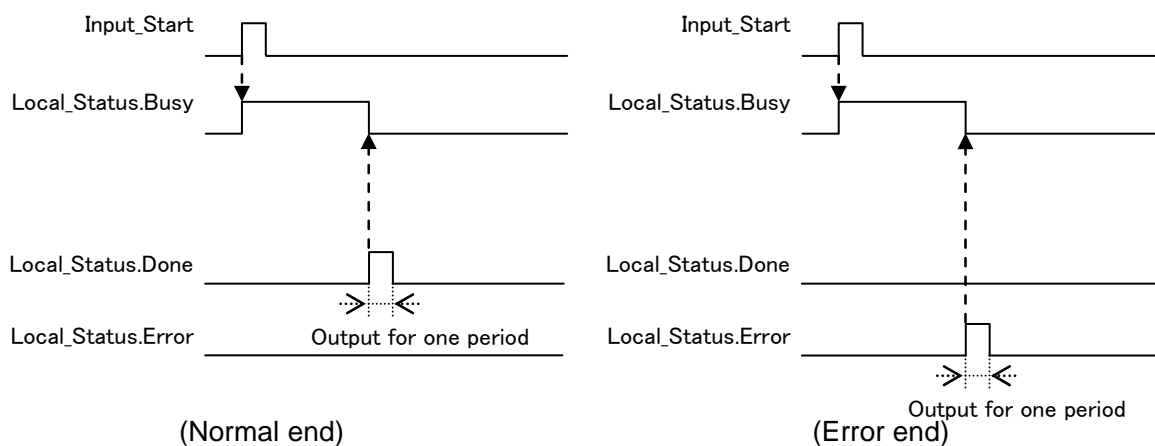 Input_Start
Local_Status.Busy
Local_Status.Done
Local_Status.Error
Output for one period
(Normal end)
Input_Start
Local_Status.Busy
Local_Status.Done
Local_Status.Error
Output for one period
(Error end)